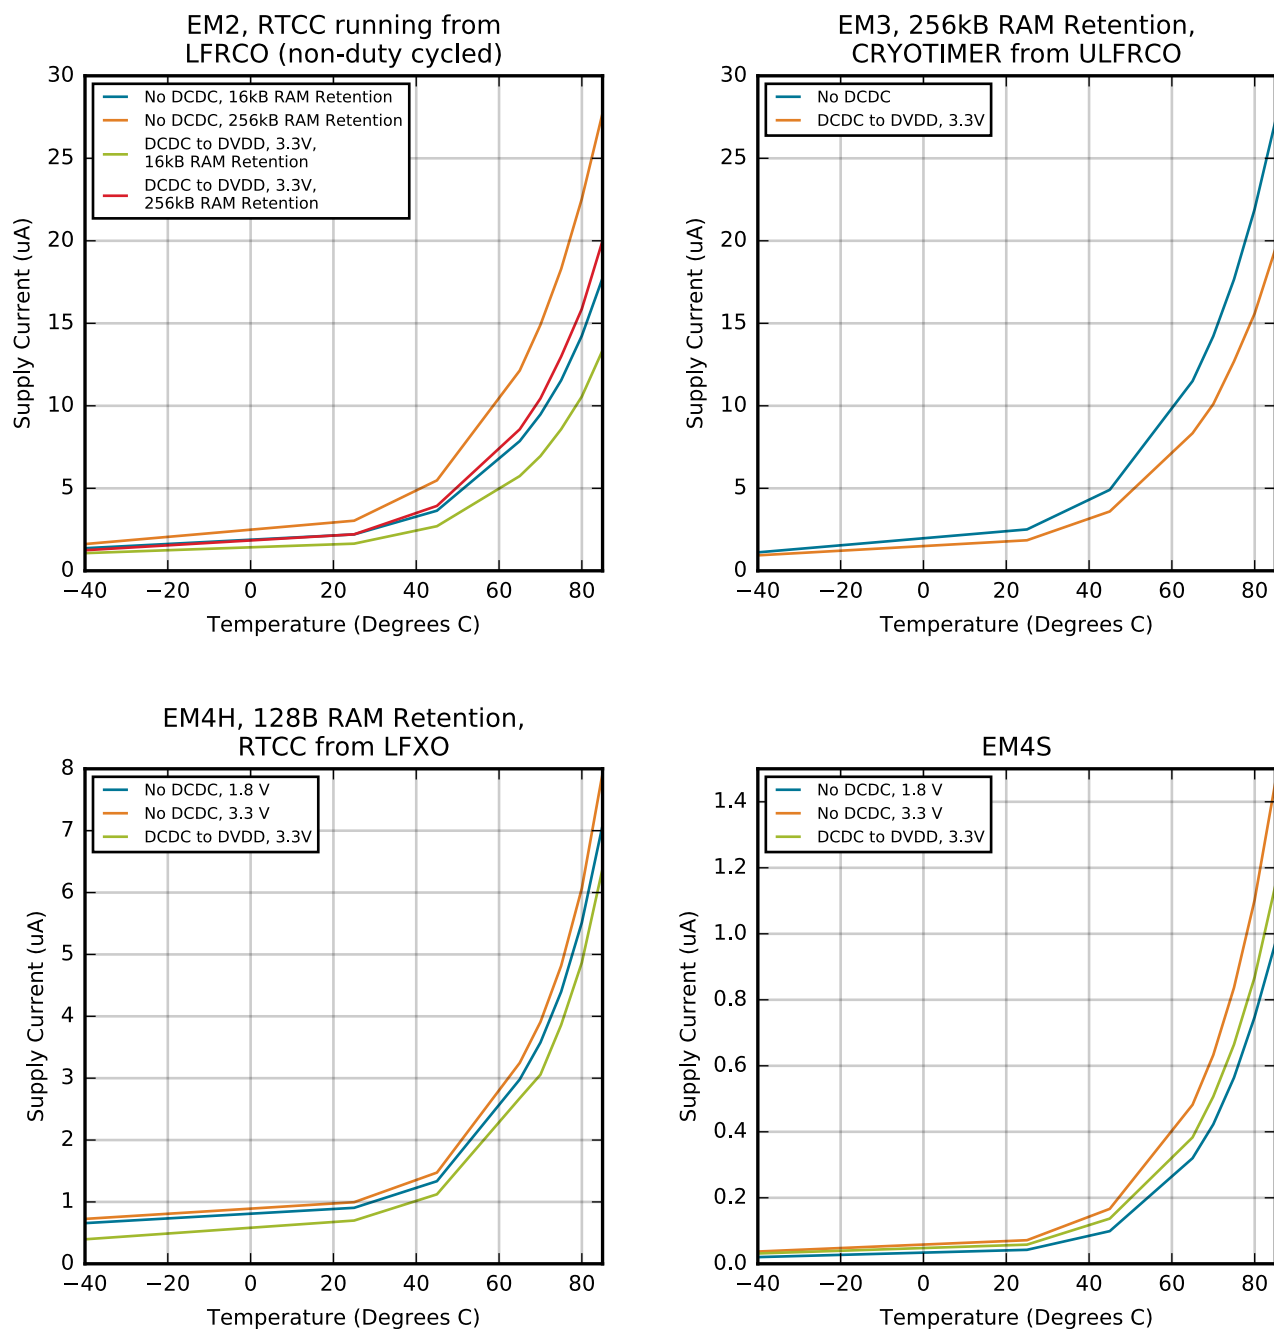 EM2, RTCC running from
LFRCO (non-duty cycled)
30
25
20
15
10
5
0
Supply Current (uA)
No DCDC, 16kB RAM Retention
No DCDC, 256kB RAM Retention
DCDC to DVDD, 3.3V,
16kB RAM Retention
DCDC to DVDD, 3.3V,
256kB RAM Retention
−40 −20 0 20 40 60 80
Temperature (Degrees C)
EM3, 256kB RAM Retention,
CRYOTIMER from ULFRCO
30
25
20
15
10
5
0
Supply Current (uA)
No DCDC
DCDC to DVDD, 3.3V
−40 −20 0 20 40 60 80
Temperature (Degrees C)
EM4H, 128B RAM Retention,
RTCC from LFXO
8
7
6
5
4
3
2
1
0
Supply Current (uA)
No DCDC, 1.8 V
No DCDC, 3.3 V
DCDC to DVDD, 3.3V
−40 −20 0 20 40 60 80
Temperature (Degrees C)
EM4S
1.4
1.2
1.0
0.8
0.6
0.4
0.2
0.0
Supply Current (uA)
No DCDC, 1.8 V
No DCDC, 3.3 V
DCDC to DVDD, 3.3V
−40 −20 0 20 40 60 80
Temperature (Degrees C)